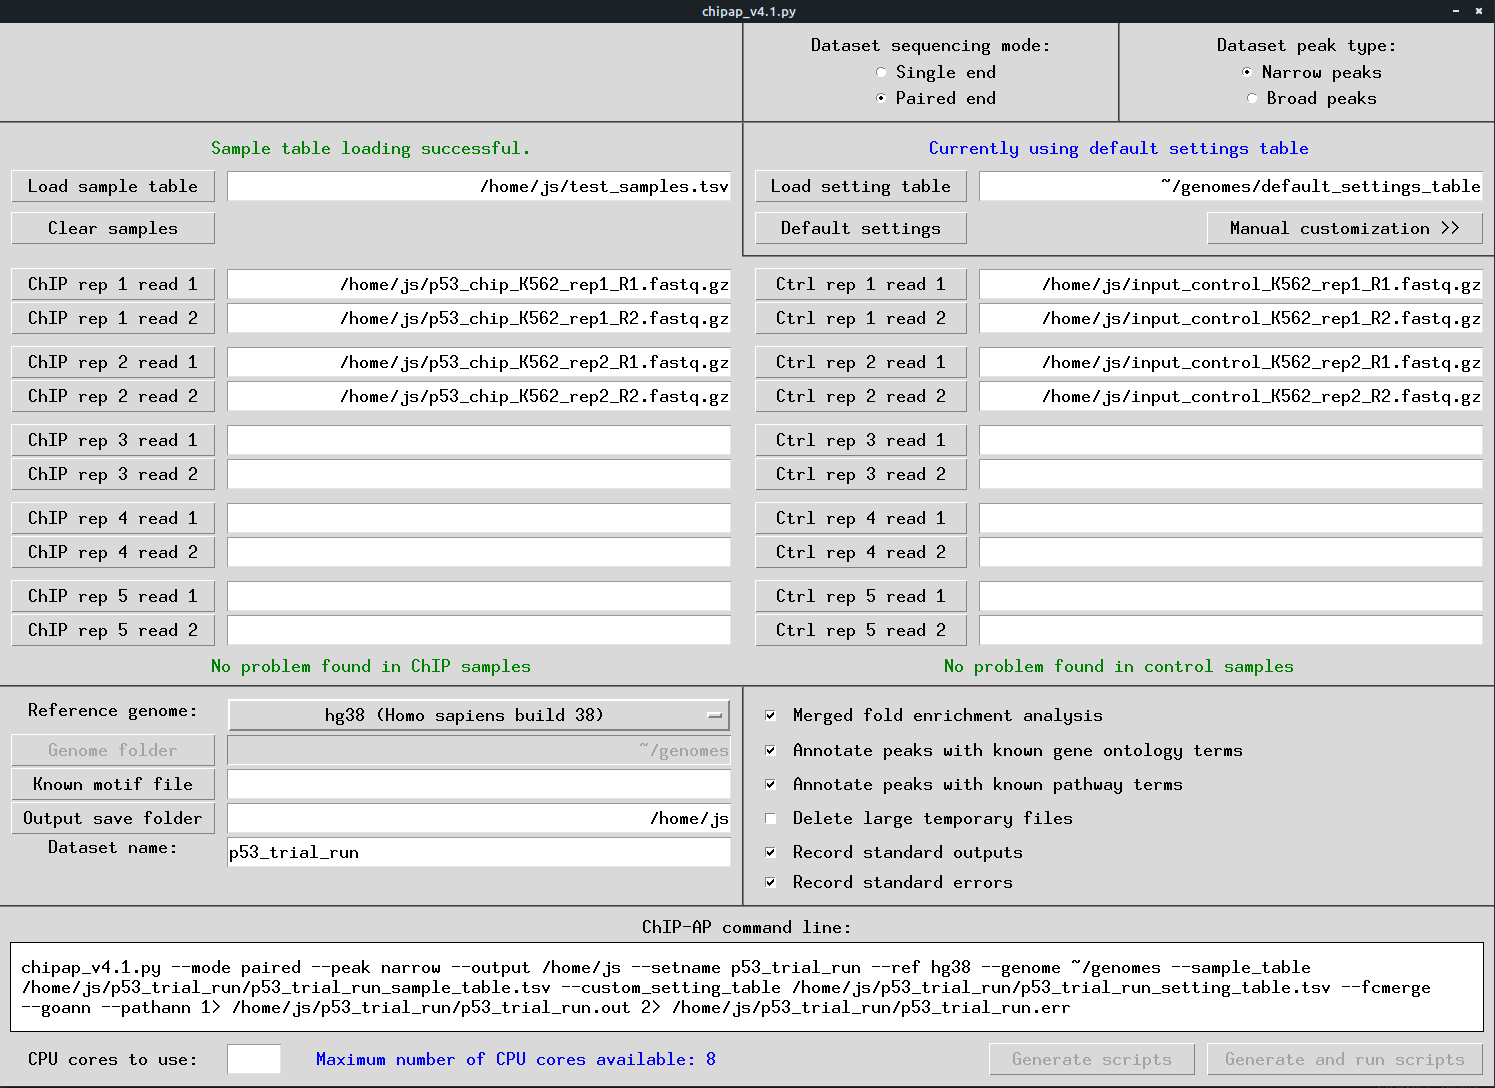 chipap_v4.1.py
Dataset sequencing mode:
Single end
Paired end
Dataset peak type:
Narrow peaks
Broad peaks
Sample table loading successful.
Load sample table
/home/js/test_samples.tsv
Clear samples
Currently using default settings table
Load setting table
~/genomes/default_settings_table
Default settings
Manual customization >>
ChIP rep 1 read 1
/home/js/p53_chip_K562_rep1_R1.fastq.gz
ChIP rep 1 read 2
/home/js/p53_chip_K562_rep1_R2.fastq.gz
ChIP rep 2 read 1
/home/js/p53_chip_K562_rep2_R1.fastq.gz
ChIP rep 2 read 2
/home/js/p53_chip_K562_rep2_R2.fastq.gz
ChIP rep 3 read 1
ChIP rep 3 read 2
ChIP rep 4 read 1
ChIP rep 4 read 2
ChIP rep 5 read 1
ChIP rep 5 read 2
No problem found in ChIP samples
Ctrl rep 1 read 1
/home/js/input_control_K562_rep1_R1.fastq.gz
Ctrl rep 1 read 2
/home/js/input_control_K562_rep1_R2.fastq.gz
Ctrl rep 2 read 1
/home/js/input_control_K562_rep2_R1.fastq.gz
Ctrl rep 2 read 2
/home/js/input_control_K562_rep2_R2.fastq.gz
Ctrl rep 3 read 1
Ctrl rep 3 read 2
Ctrl rep 4 read 1
Ctrl rep 4 read 2
Ctrl rep 5 read 1
Ctrl rep 5 read 2
No problem found in control samples
Reference genome:
hg38 (Homo sapiens build 38)
Genome folder
~/genomes
Known motif file
Output save folder
/home/js
Dataset name:
p53_trial_run
Merged fold enrichment analysis
Annotate peaks with known gene ontology terms
Annotate peaks with known pathway terms
Delete large temporary files
Record standard outputs
Record standard errors
ChIP-AP command line:
chipap_v4.1.py --mode paired --peak narrow --output /home/js --setname p53_trial_run --ref hg38 --genome ~/genomes --sample_table
/home/js/p53_trial_run/p53_trial_run_sample_table.tsv --custom_setting_table /home/js/p53_trial_run/p53_trial_run_setting_table.tsv --fcmerge
--goann --pathann 1> /home/js/p53_trial_run/p53_trial_run.out 2> /home/js/p53_trial_run/p53_trial_run.err
CPU cores to use:
Maximum number of CPU cores available: 8
Generate scripts
Generate and run scripts